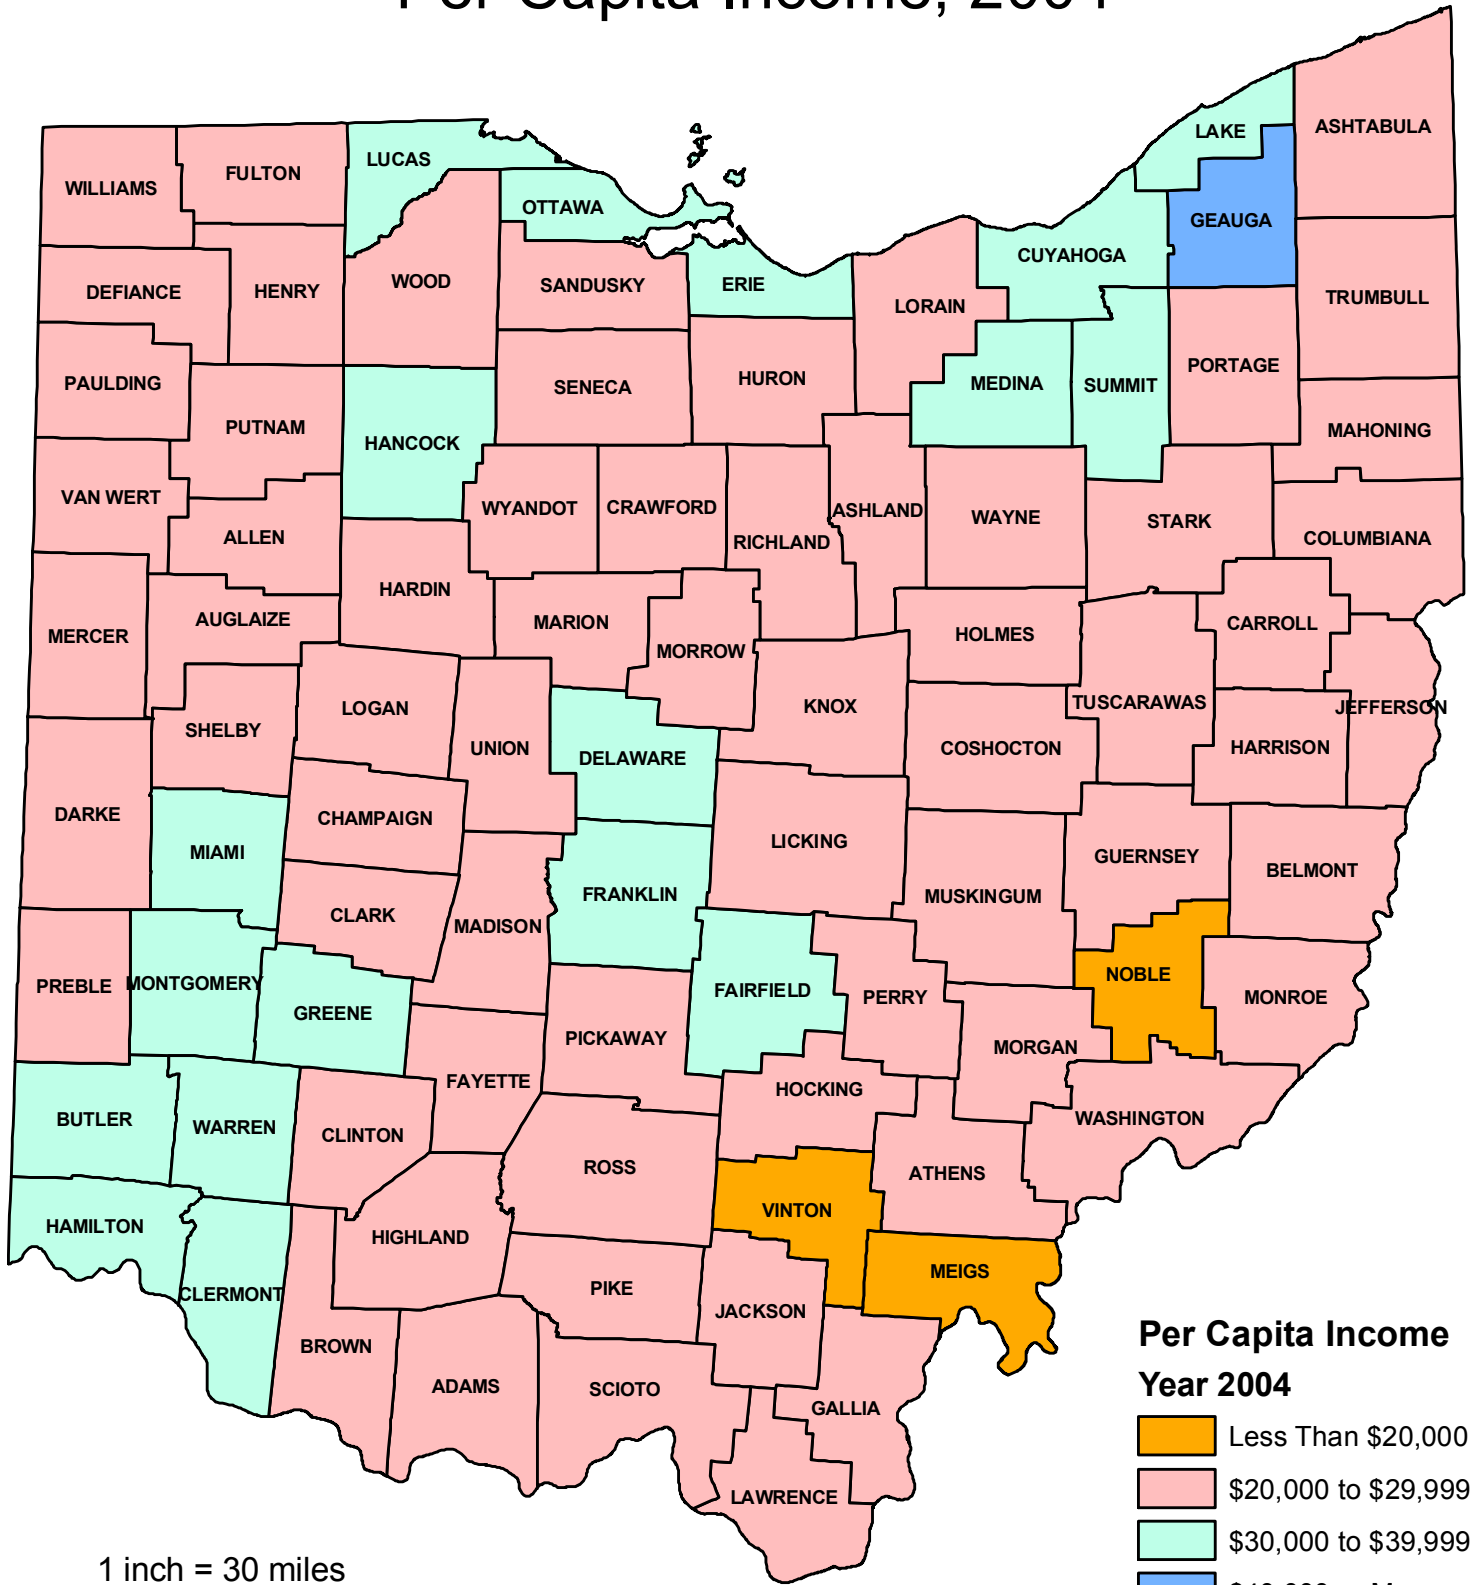 LAKE
ASHTABULA
LUCAS
FULTON
WILLIAMS
OTTAWA
GEAUGA
CUYAHOGA
WOOD
SANDUSKY
ERIE
DEFIANCE
HENRY
LORAIN
TRUMBULL
PORTAGE
PAULDING
SENECA
HURON
MEDINA
SUMMIT
PUTNAM
HANCOCK
MAHONING
VAN WERT
WYANDOT
CRAWFORD
ASHLAND
WAYNE
STARK
ALLEN
RICHLAND
COLUMBIANA
HARDIN
AUGLAIZE
MARION
CARROLL
MERCER
HOLMES
MORROW
LOGAN
KNOX
TUSCARAWAS
JEFFERSON
SHELBY
UNION
DELAWARE
COSHOCTON
HARRISON
DARKE
CHAMPAIGN
LICKING
MIAMI
GUERNSEY
BELMONT
FRANKLIN
MUSKINGUM
CLARK
MADISON
NOBLE
PREBLE
MONTGOMERY
FAIRFIELD
PERRY
MONROE
GREENE
PICKAWAY
MORGAN
FAYETTE
HOCKING
BUTLER
WARREN
CLINTON
WASHINGTON
ROSS
ATHENS
HAMILTON
HIGHLAND
VINTON
MEIGS
CLERMONT
PIKE
JACKSON
BROWN
ADAMS
SCIOTO
GALLIA
LAWRENCE
Per Capita Income
Year 2004
Less Than $20,000
$20,000 to $29,999
$30,000 to $39,999
1 inch = 30 miles